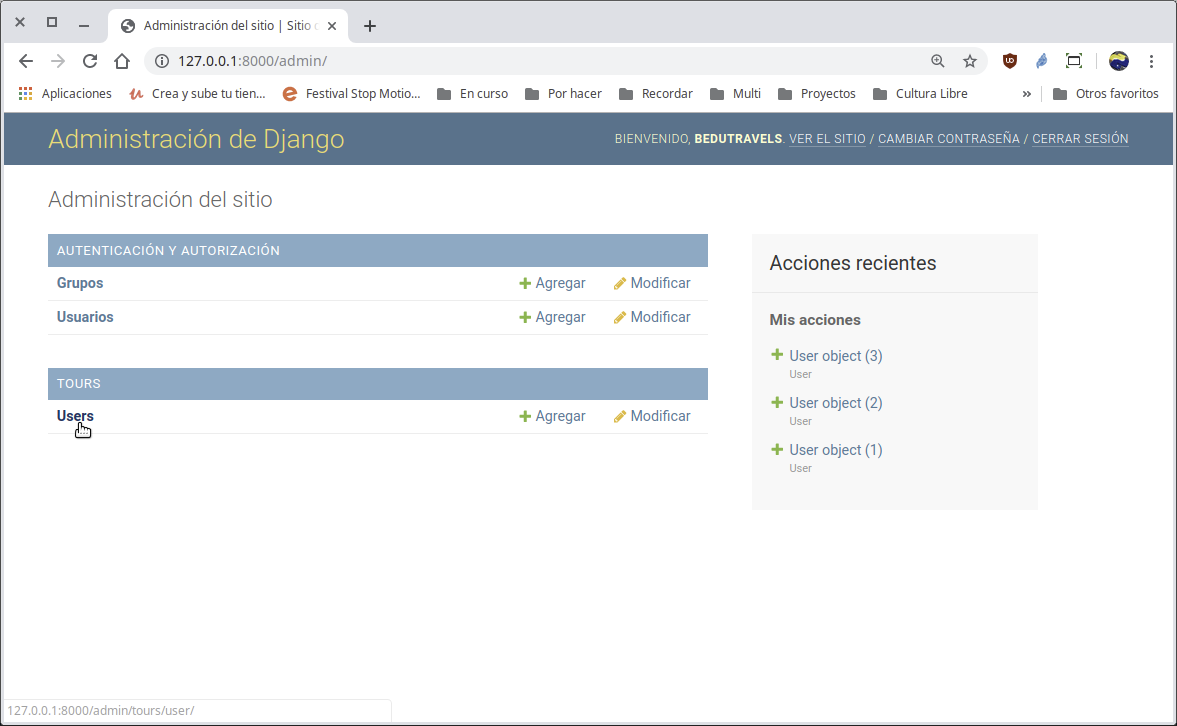 Administración del sitio | Sitio
127.0.0.1:8000/admin/
Aplicaciones Crea y sube tu tien... Festival Stop Motio... En curso Por hacer Recordar Multi Proyectos Cultura Libre » Otros favoritos
Administración de Django
BIENVENIDO, BEDUTRAVELS. VER EL SITIO / CAMBIAR CONTRASEÑA / CERRAR SESIÓN
Administración del sitio
AUTENTICACIÓN Y AUTORIZACIÓN
Grupos Agregar Modificar
Usuarios Agregar Modificar
TOURS
Users Agregar Modificar
Acciones recientes
Mis acciones
User object (3)
User
User object (2)
User
User object (1)
User
127.0.0.1:8000/admin/tours/user/